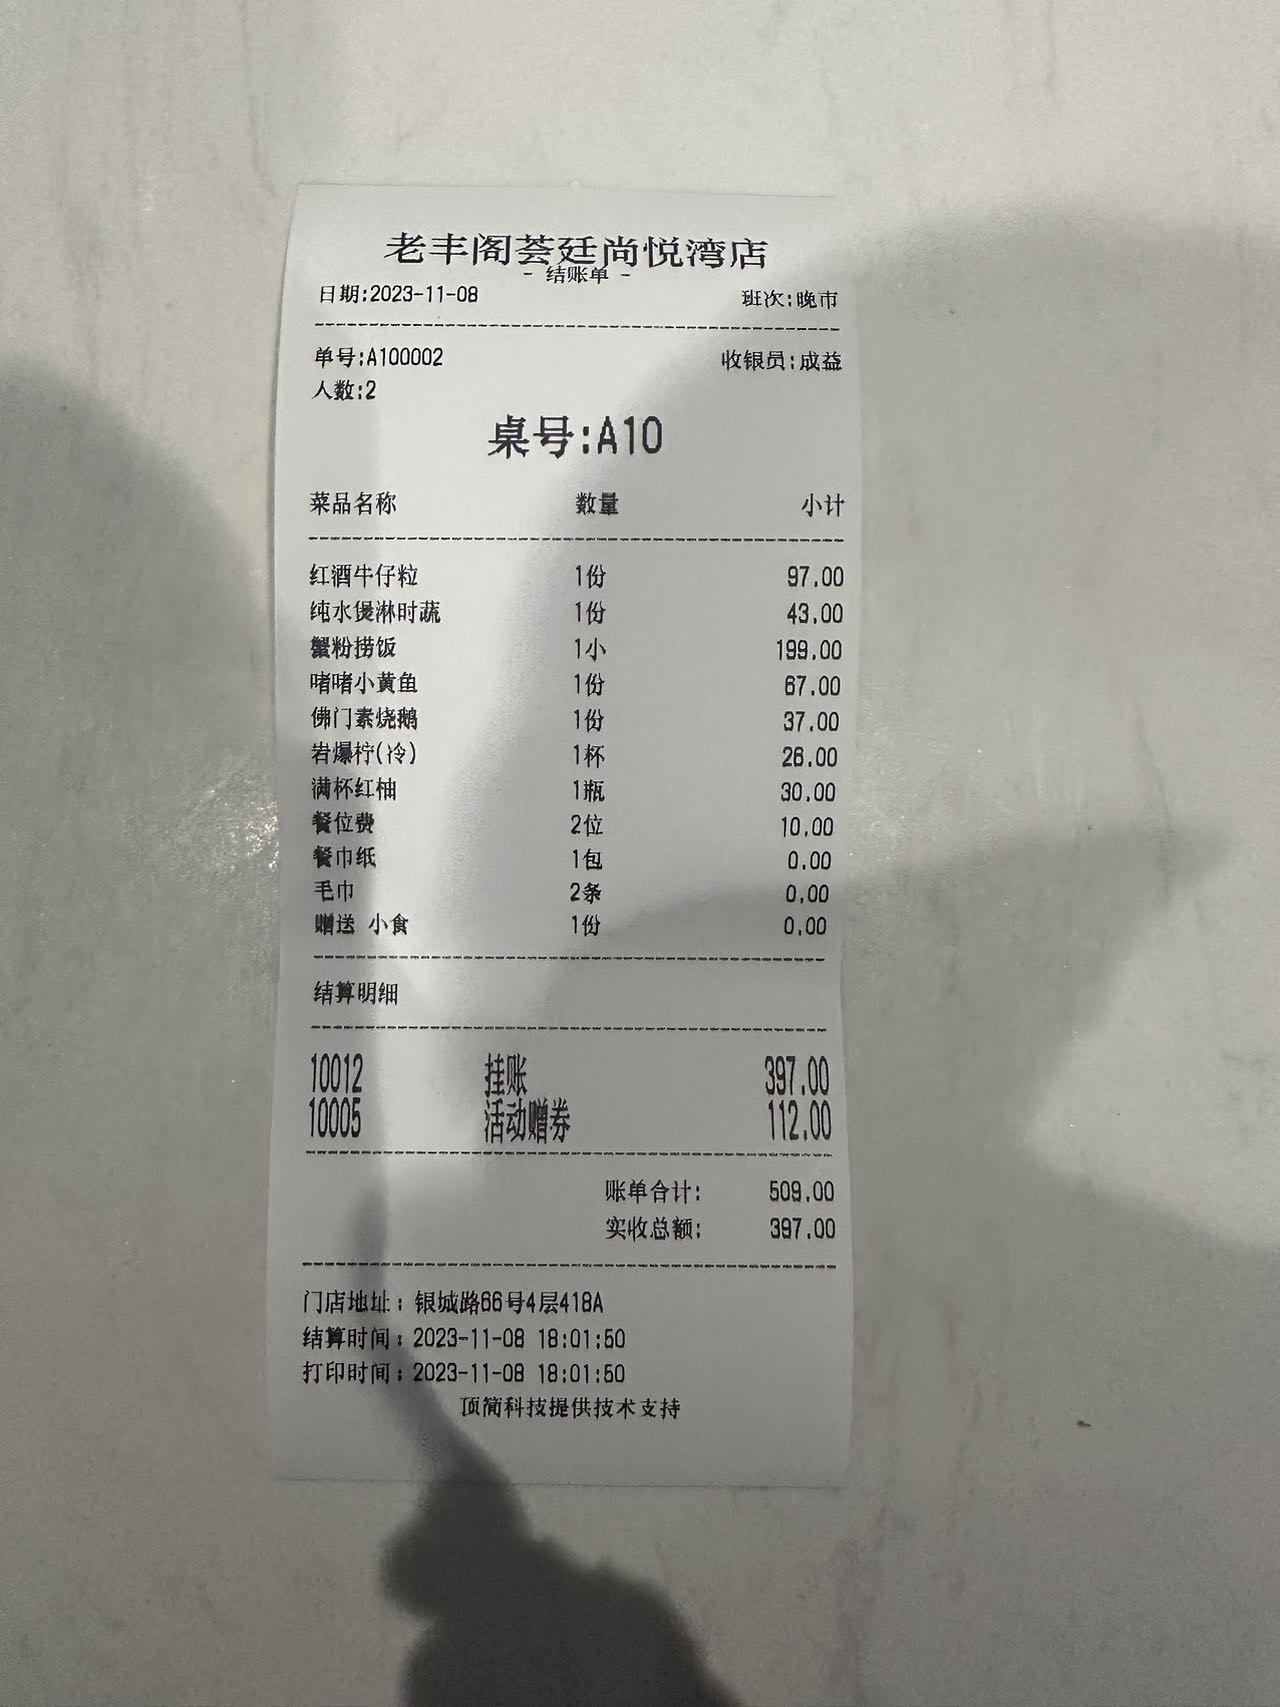 老丰阁荟廷尚悦湾店
- 结账单 -
日期:2023-11-08 班次:晚市
单号:A100002 收银员:成益
人数:2
桌号:A10
菜品名称 数量 小计
红酒牛仔粒 1份 97.00
纯水煲淋时蔬 1份 43.00
蟹粉捞饭 1小 199.00
啫啫小黄鱼 1份 67.00
佛门素烧鹅 1份 37.00
岩爆柠(冷) 1杯 26.00
满杯红柚 1瓶 30.00
餐位费 2位 10.00
餐巾纸 1包 0.00
毛巾 2条 0.00
赠送 小食 1份 0.00
结算明细
10012 挂账 397.00
10005 活动赠券 112.00
账单合计: 509.00
实收总额: 397.00
门店地址: 银城路66号4层418A
结算时间: 2023-11-08 18:01:50
打印时间: 2023-11-08 18:01:50
顶简科技提供技术支持